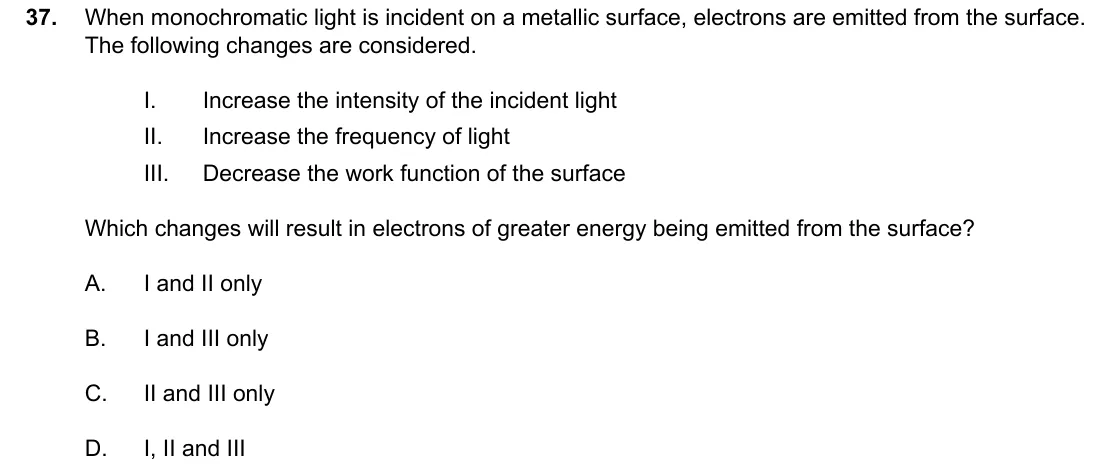 37. When monochromatic light is incident on a metallic surface, electrons are emitted from the surface.
The following changes are considered.
I. Increase the intensity of the incident light
II. Increase the frequency of light
III. Decrease the work function of the surface
Which changes will result in electrons of greater energy being emitted from the surface?
A. I and II only
B. I and III only
C. II and III only
D. I, II and III